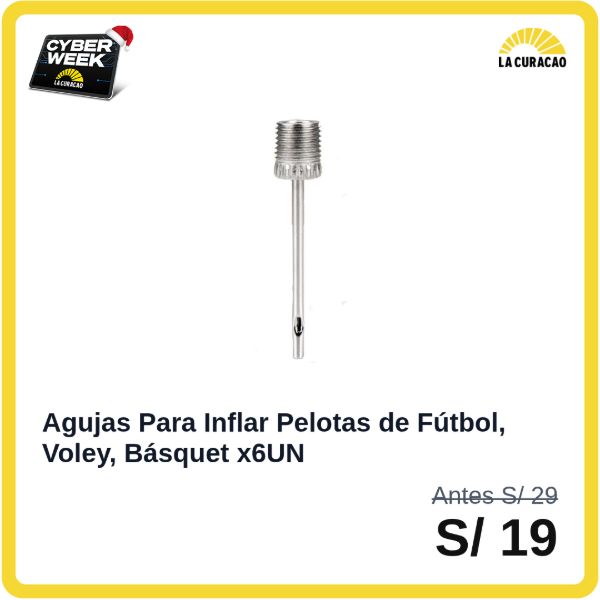 CYBER
WEEK
LA CURACAO
LA CURACAO
Agujas Para Inflar Pelotas de Fútbol,
Voley, Básquet x6UN
Antes S/ 29
S/ 19